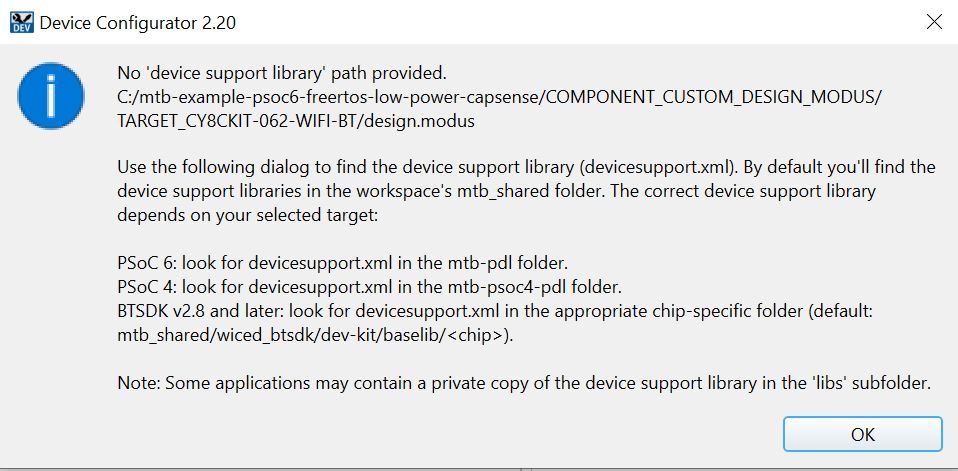 DEV Device Configurator 2.20
No 'device support library' path provided.
C:/mtb-example-psoc6-freertos-low-power-capsense/COMPONENT_CUSTOM_DESIGN_MODUS/
TARGET_CY8CKIT-062-WIFI-BT/design.modus
Use the following dialog to find the device support library (devicesupport.xml). By default you'll find the
device support libraries in the workspace's mtb_shared folder. The correct device support library
depends on your selected target:
PSoC 6: look for devicesupport.xml in the mtb-pdl folder.
PSoC 4: look for devicesupport.xml in the mtb-psoc4-pdl folder.
BTSDK v2.8 and later: look for devicesupport.xml in the appropriate chip-specific folder (default:
mtb_shared/wiced_btsdk/dev-kit/baselib/<chip>).
Note: Some applications may contain a private copy of the device support library in the 'libs' subfolder.
OK